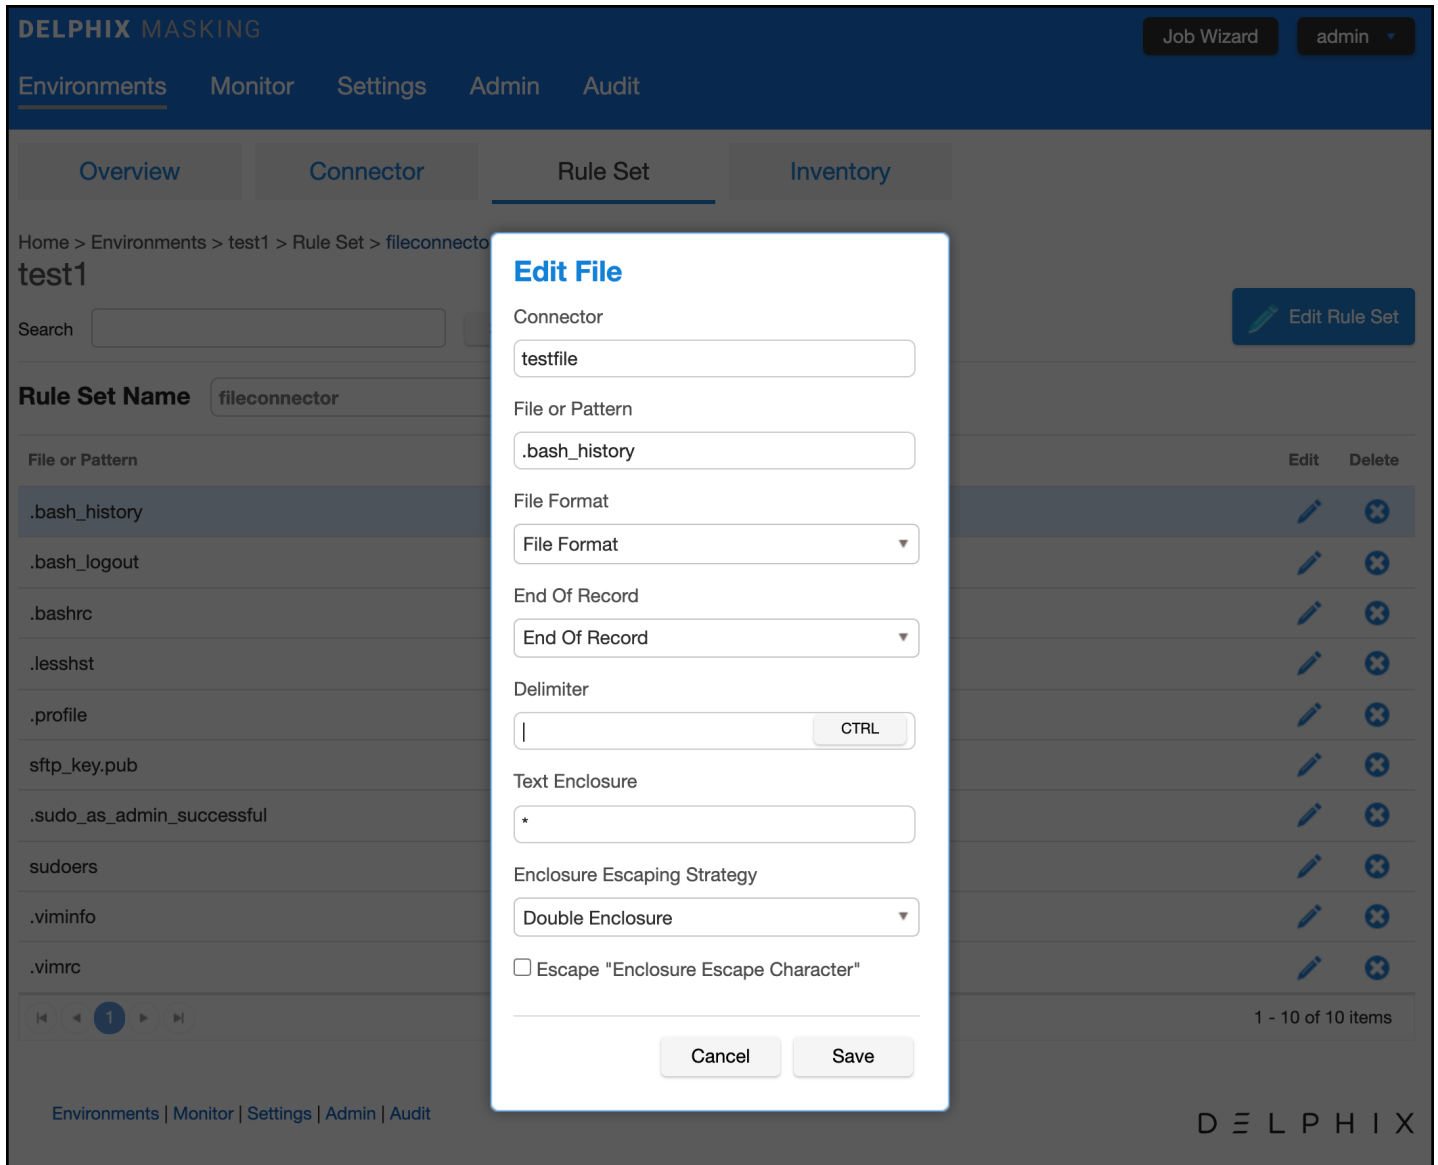 DELPHIX MASKING
Job Wizard
admin
Environments Monitor Settings Admin Audit
Overview Connector Rule Set Inventory
Home > Environments > test1 > Rule Set > fileconnecto
test1
Search
Edit Rule Set
Rule Set Name fileconnector
File or Pattern Edit Delete
.bash_history
.bash_logout
.bashrc
.lesshst
.profile
sftp_key.pub
.sudo_as_admin_successful
sudoers
.viminfo
.vimrc
1
1 - 10 of 10 items
Edit File
Connector
testfile
File or Pattern
.bash_history
File Format
File Format
End Of Record
End Of Record
Delimiter
| CTRL
Text Enclosure
*
Enclosure Escaping Strategy
Double Enclosure
Escape "Enclosure Escape Character"
Cancel Save
Environments | Monitor | Settings | Admin | Audit
DELPHIX